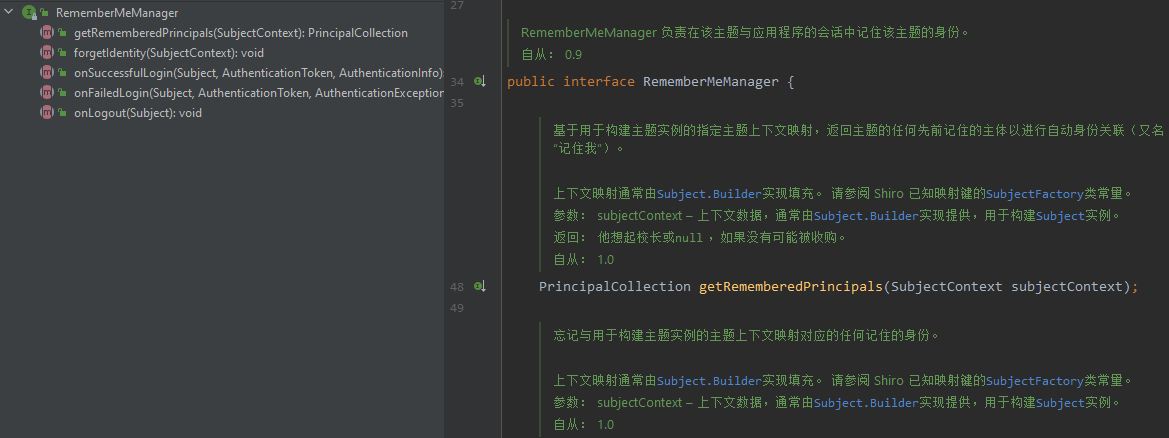 RememberMeManager
getRememberedPrincipals(SubjectContext): PrincipalCollection
forgetIdentity(SubjectContext): void
onSuccessfulLogin(Subject, AuthenticationToken, AuthenticationInfo)
onFailedLogin(Subject, AuthenticationToken, AuthenticationException
onLogout(Subject): void
27
RememberMeManager 负责在该主题与应用程序的会话中记住该主题的身份。
自从： 0.9
34 public interface RememberMeManager {
35
基于用于构建主题实例的指定主题上下文映射，返回主题的任何先前记住的主体以进行自动身份关联（又名
“记住我”）。
上下文映射通常由Subject.Builder实现填充。 请参阅 Shiro 已知映射键的SubjectFactory类常量。
参数： subjectContext – 上下文数据，通常由Subject.Builder实现提供，用于构建Subject实例。
返回： 他想起校长或null ，如果没有可能被收购。
自从： 1.0
48 PrincipalCollection getRememberedPrincipals(SubjectContext subjectContext);
49
忘记与用于构建主题实例的主题上下文映射对应的任何记住的身份。
上下文映射通常由Subject.Builder实现填充。 请参阅 Shiro 已知映射键的SubjectFactory类常量。
参数： subjectContext – 上下文数据，通常由Subject.Builder实现提供，用于构建Subject实例。
自从： 1.0